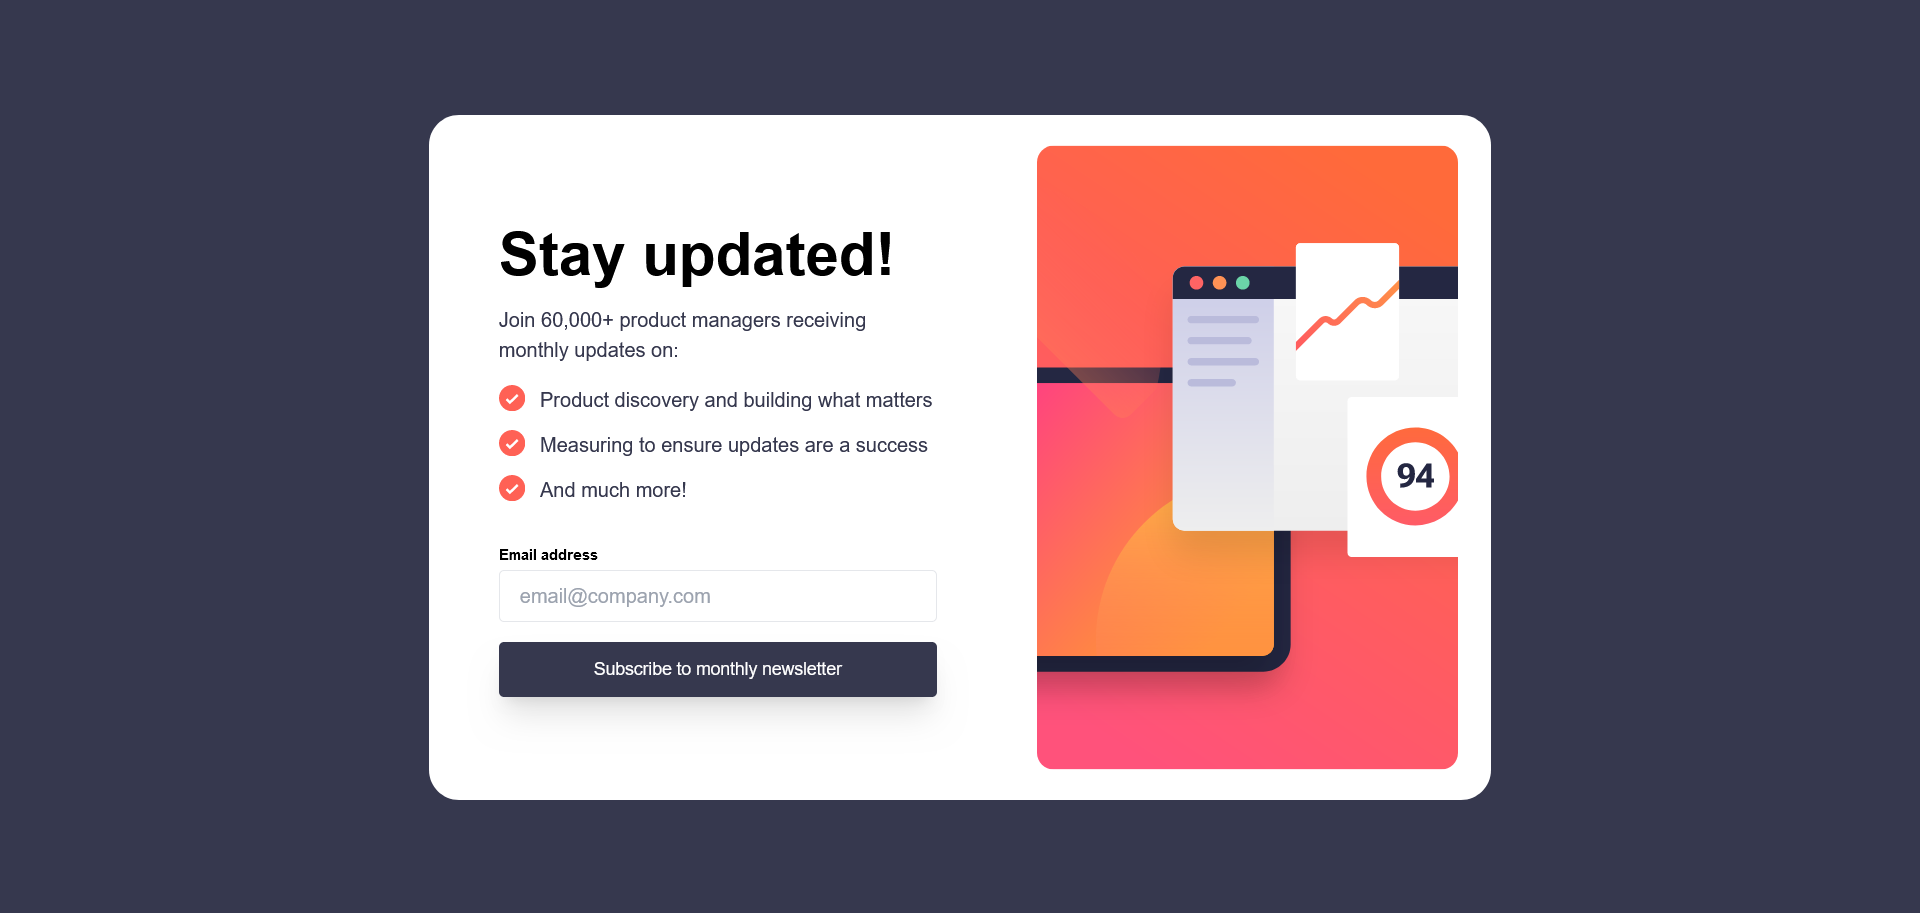 Stay updated!
Join 60,000+ product managers receiving
monthly updates on:
Product discovery and building what matters
Measuring to ensure updates are a success
And much more!
Email address
email@company.com
Subscribe to monthly newsletter
94